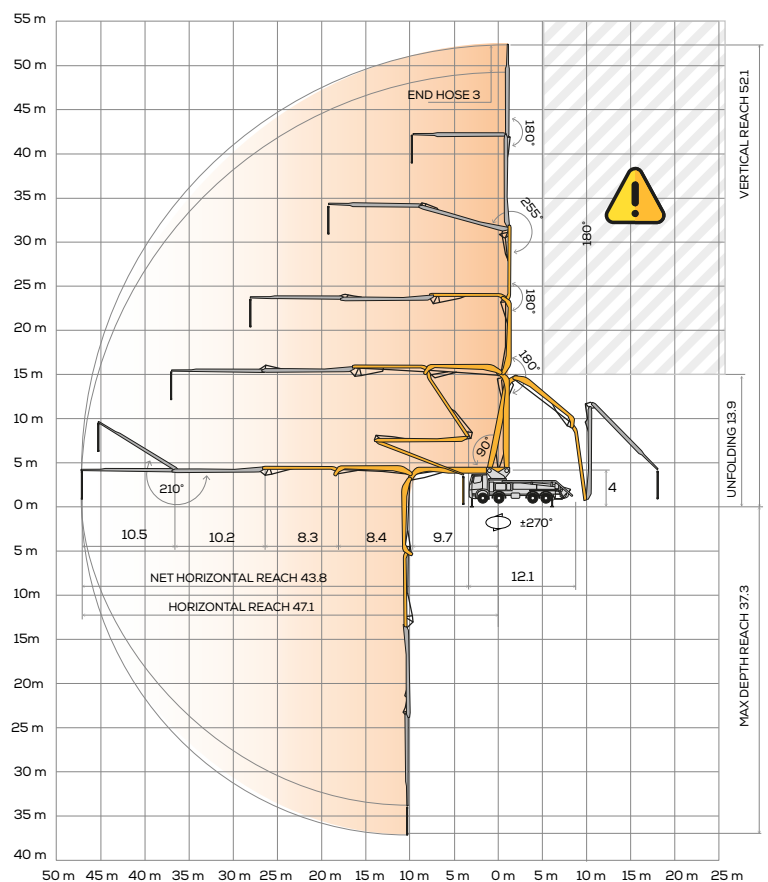 55 m
50 m
45 m
40 m
35 m
30 m
25 m
20 m
15 m
10 m
5 m
0 m
5 m
10m
15m
20m
25 m
30 m
35 m
40 m
50 m 45 m 40 m 35 m 30 m 25 m 20 m 15 m 10 m 5 m 0 m 5 m 10 m 15 m 20 m 25 m
END HOSE 3
180°
255°
180°
180°
180°
90°
210°
4
±270°
10.5 10.2 8.3 8.4 9.7
12.1
NET HORIZONTAL REACH 43.8
HORIZONTAL REACH 47.1
VERTICAL REACH 52.1
UNFOLDING 13.9
MAX DEPTH REACH 37.3
!